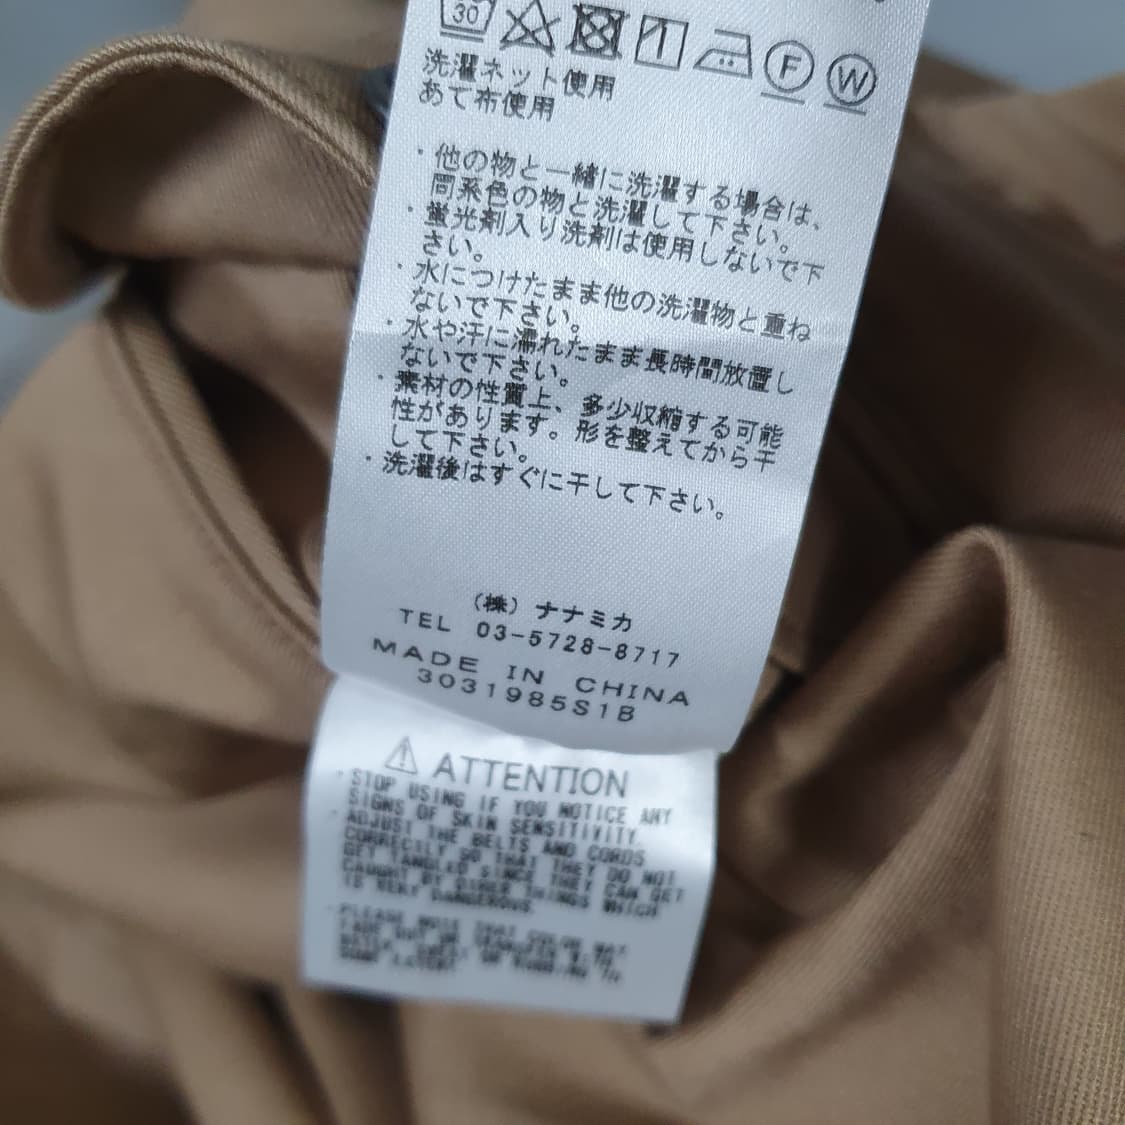 30
F W
洗濯ネット使用
あて布使用
・他の物と一緒に洗濯する場合は、
同系色の物と洗濯して下さい。
・蛍光剤入り洗剤は使用しないで下
さい。
・水につけたまま他の洗濯物と重ね
ないで下さい。
・水や汗に濡れたまま長時間放置し
ないで下さい。
・素材の性質上、多少収縮する可能
性があります。形を整えてから干
して下さい。
・洗濯後はすぐに干して下さい。
(株) ナナミカ
TEL 03-5728-8717
MADE IN CHINA
3031985S1B
ATTENTION
・STOP USING IF YOU NOTICE ANY
SIGNS OF SKIN SENSITIVITY.
・ADJUST THE BELTS AND CORDS
CORRECTLY SO THAT THEY DO NOT
GET TANGLED SINCE THEY CAN GET
CAUGHT BY OTHER THINGS WHICH
IS VERY DANGEROUS.
・PLEASE NOTE THAT COLOR MAY